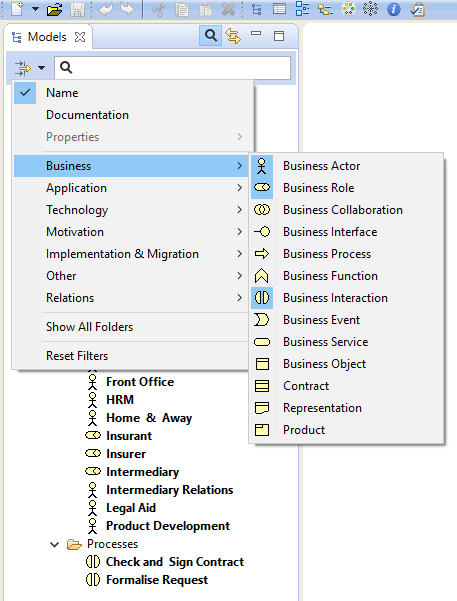 Models
Name
Documentation
Properties
Business
Application
Technology
Motivation
Implementation & Migration
Other
Relations
Show All Folders
Reset Filters
Business Actor
Business Role
Business Collaboration
Business Interface
Business Process
Business Function
Business Interaction
Business Event
Business Service
Business Object
Contract
Representation
Product
Front Office
HRM
Home & Away
Insurant
Insurer
Intermediary
Intermediary Relations
Legal Aid
Product Development
Processes
Check and Sign Contract
Formalise Request